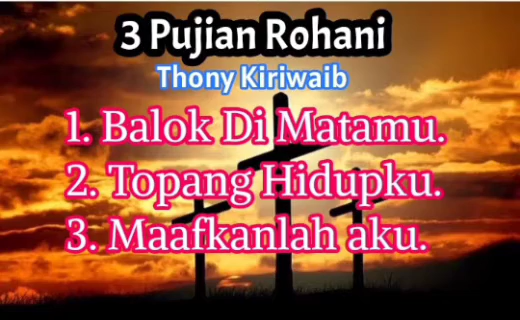 3 Pujian Rohani
Thony Kiriwaib
1. Balok Di Matamu.
2. Topang Hidupku.
3. Maafkanlah aku.